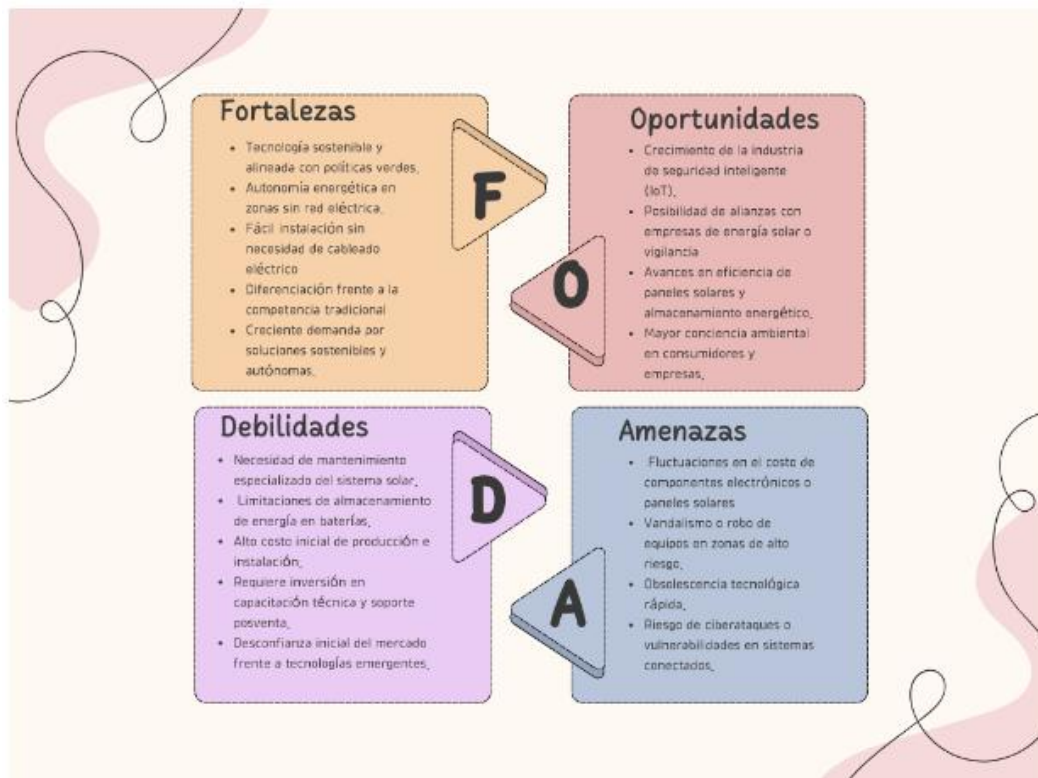 Fortalezas
• Tecnología sostenible y
alineada con políticas verdes.
• Autonomía energética en
zonas sin red eléctrica.
• Fácil instalación sin
necesidad de cableado
eléctrico
• Diferenciación frente a la
competencia tradicional
• Creciente demanda por
soluciones sostenibles y
autónomas.
F
Oportunidades
• Crecimiento de la industria
de seguridad inteligente
(IoT).
• Posibilidad de alianzas con
empresas de energía solar o
vigilancia
• Avances en eficiencia de
paneles solares y
almacenamiento energético.
• Mayor conciencia ambiental
en consumidores y
empresas.
O
Debilidades
• Necesidad de mantenimiento
especializado del sistema solar.
• Limitaciones de almacenamiento
de energía en baterías.
• Alto costo inicial de producción e
instalación.
• Requiere inversión en
capacitación técnica y soporte
posventa.
• Desconfianza inicial del mercado
frente a tecnologías emergentes.
D
Amenazas
• Fluctuaciones en el costo de
componentes electrónicos o
paneles solares
• Vandalismo o robo de
equipos en zonas de alto
riesgo.
• Obsolescencia tecnológica
rápida.
• Riesgo de ciberataques o
vulnerabilidades en sistemas
conectados.
A